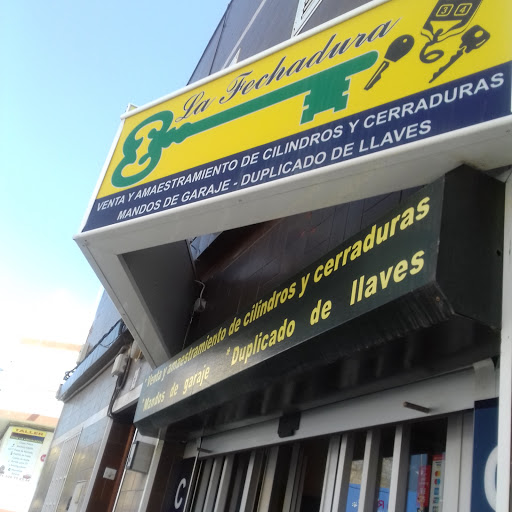 La Fechadura
VENTA Y AMAESTRAMIENTO DE CILINDROS Y CERRADURAS
MANDOS DE GARAJE - DUPLICADO DE LLAVES
* Venta y amaestramiento de cilindros y cerraduras
* Mandos de garaje * Duplicado de llaves
TALLER